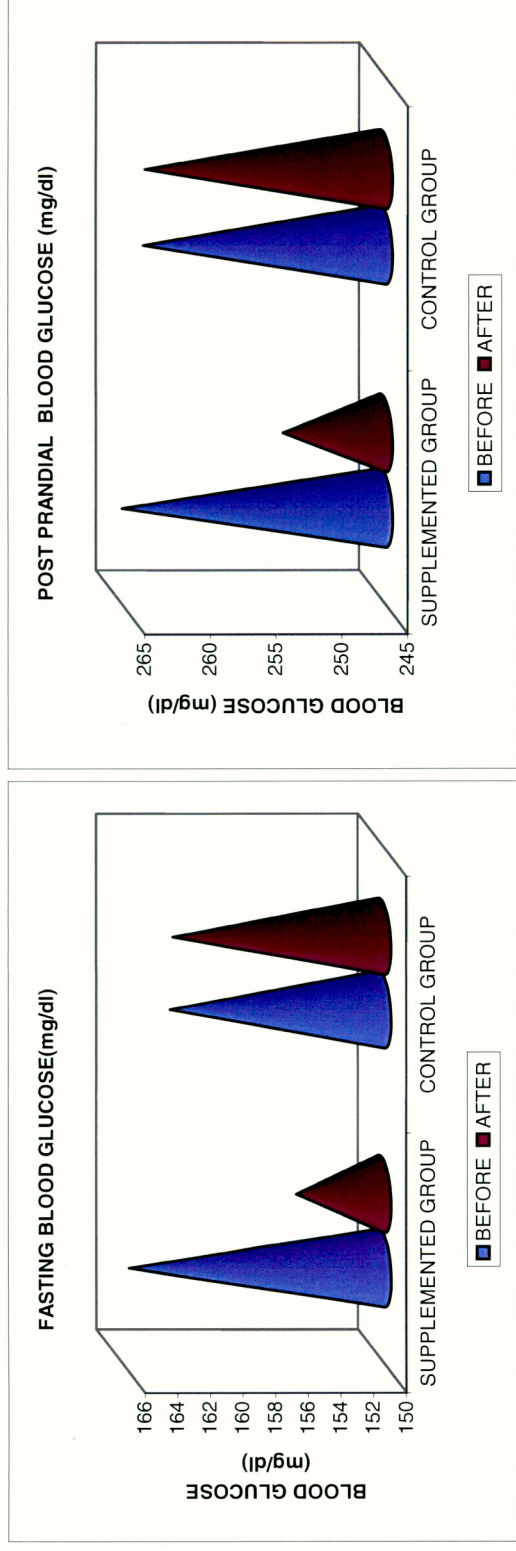 FASTING BLOOD GLUCOSE(mg/dl)
BLOOD GLUCOSE
(mg/dl)
166
164
162
160
158
156
154
152
150
SUPPLEMENTED GROUP CONTROL GROUP
BEFORE AFTER
POST PRANDIAL BLOOD GLUCOSE (mg/dl)
BLOOD GLUCOSE (mg/dl)
265
260
255
250
245
SUPPLEMENTED GROUP CONTROL GROUP
BEFORE AFTER